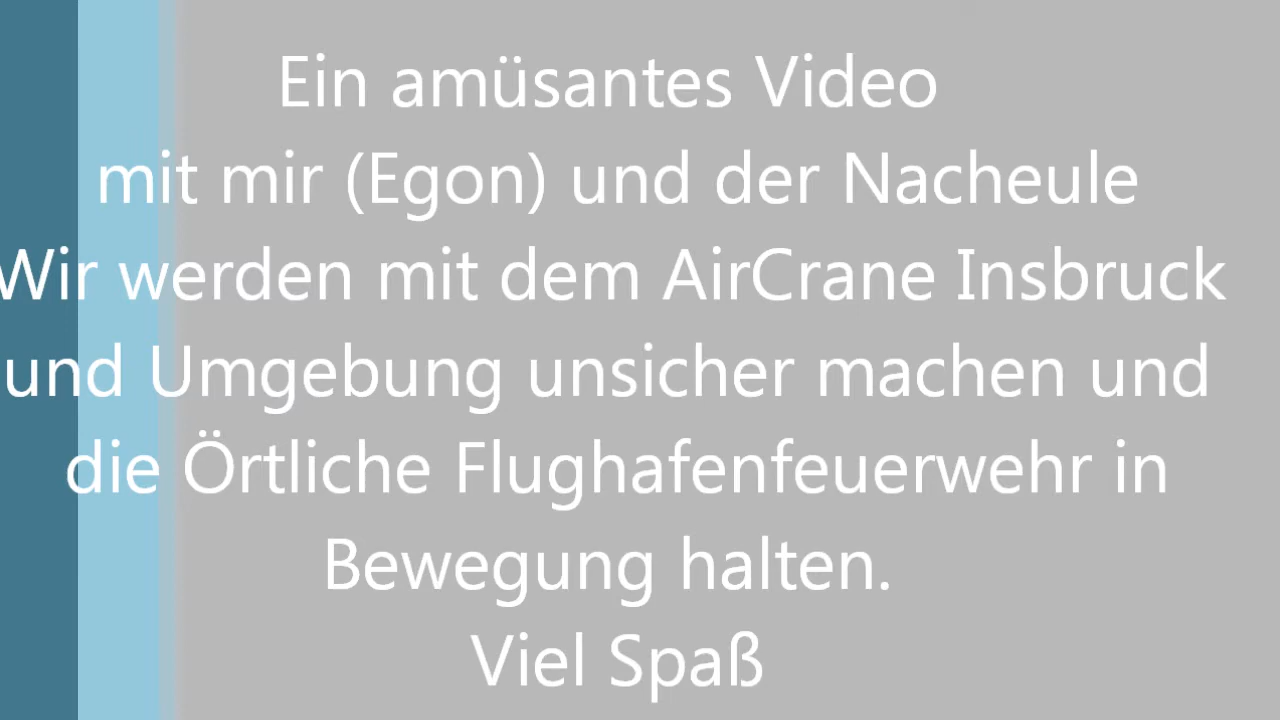 Ein amüsantes Video
mit mir (Egon) und der Nacheule
Wir werden mit dem AirCrane Insbruck
und Umgebung unsicher machen und
die Örtliche Flughafenfeuerwehr in
Bewegung halten.
Viel Spaß